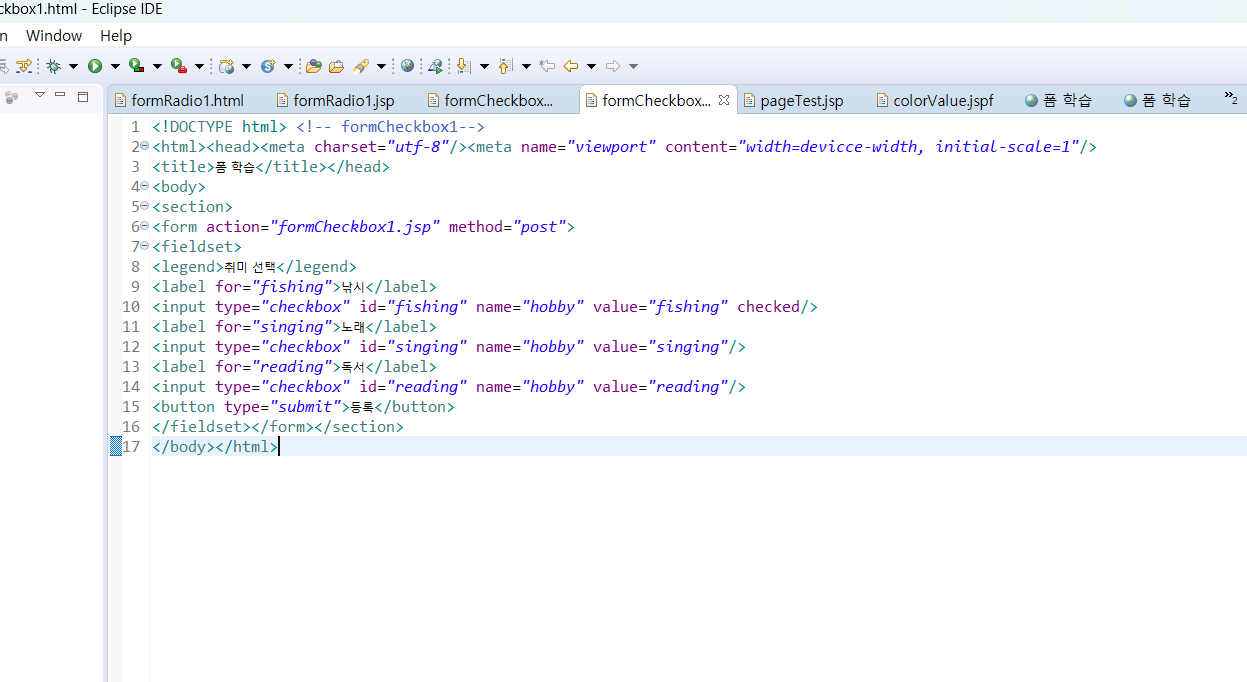 ckbox1.html - Eclipse IDE
n Window Help
formRadio1.html formRadio1.jsp formCheckbox... formCheckbox... pageTest.jsp colorValue.jspf 폼 학습 폼 학습 »2
1 <!DOCTYPE html> <!-- formCheckbox1-->
2 <html><head><meta charset="utf-8"/><meta name="viewport" content="width=devicce-width, initial-scale=1"/>
3 <title>폼 학습</title></head>
4 <body>
5 <section>
6 <form action="formCheckbox1.jsp" method="post">
7 <fieldset>
8 <legend>취미 선택</legend>
9 <label for="fishing">낚시</label>
10 <input type="checkbox" id="fishing" name="hobby" value="fishing" checked/>
11 <label for="singing">노래</label>
12 <input type="checkbox" id="singing" name="hobby" value="singing"/>
13 <label for="reading">독서</label>
14 <input type="checkbox" id="reading" name="hobby" value="reading"/>
15 <button type="submit">등록</button>
16 </fieldset></form></section>
17 </body></html>